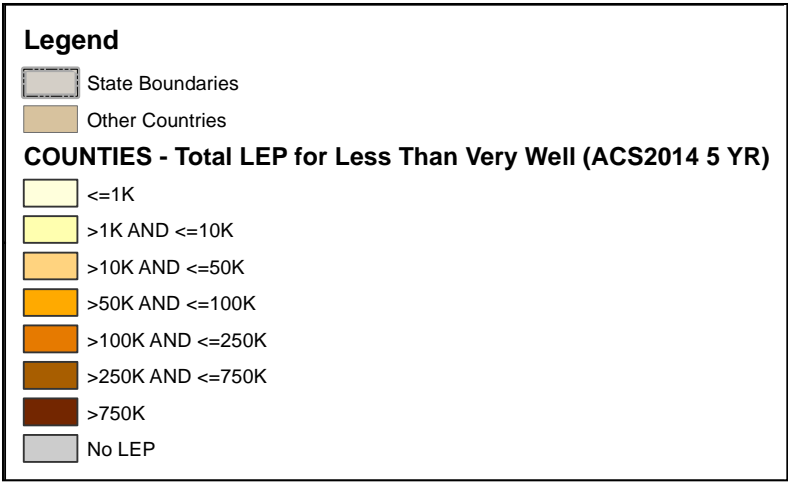 Legend
State Boundaries
Other Countries
COUNTIES - Total LEP for Less Than Very Well (ACS2014 5 YR)
<=1K
>1K AND <=10K
>10K AND <=50K
>50K AND <=100K
>100K AND <=250K
>250K AND <=750K
>750K
No LEP